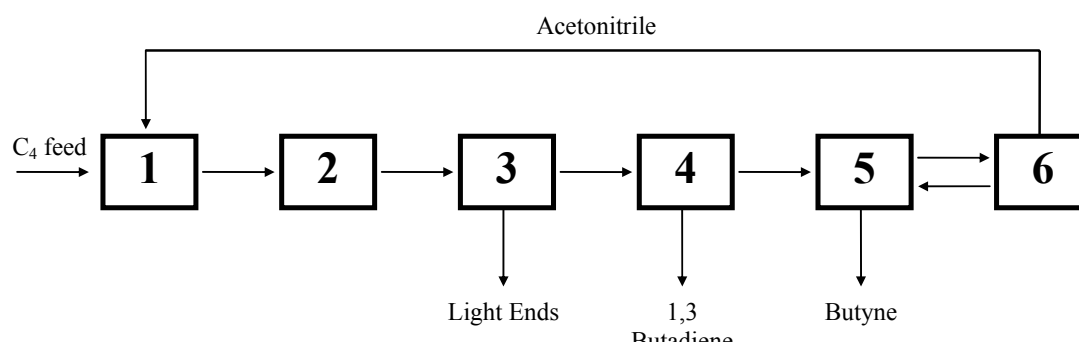 Acetonitrile
C₄ feed
1 2 3 4 5 6
Light Ends
1,3
Butadiene
Butyne